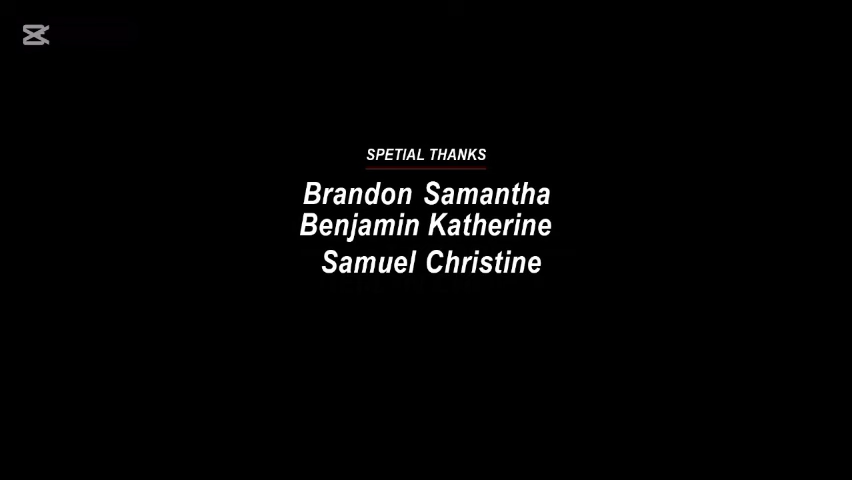 SPETIAL THANKS
Brandon Samantha
Benjamin Katherine
Samuel Christine